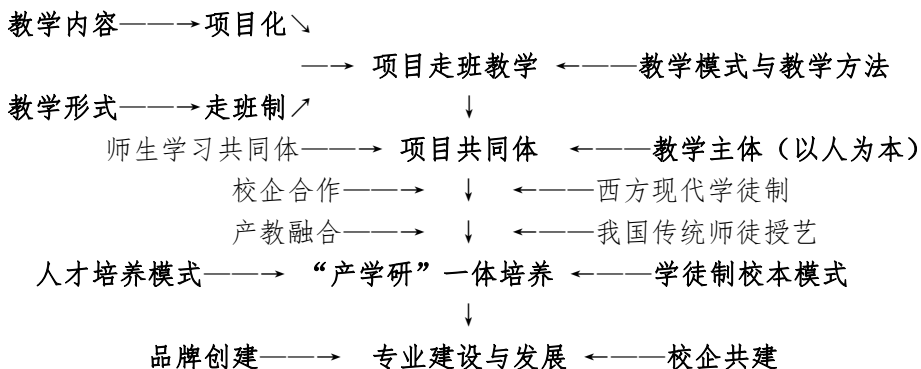 教学内容——→项目化↘
—→ 项目走班教学 ←——教学模式与教学方法
教学形式——→走班制↗ ↓
师生学习共同体——→ 项目共同体 ←——教学主体（以人为本）
校企合作——→ ↓ ←——西方现代学徒制
产教融合——→ ↓ ←——我国传统师徒授艺
人才培养模式——→ “产学研”一体培养 ←——学徒制校本模式
↓
品牌创建——→ 专业建设与发展 ←——校企共建